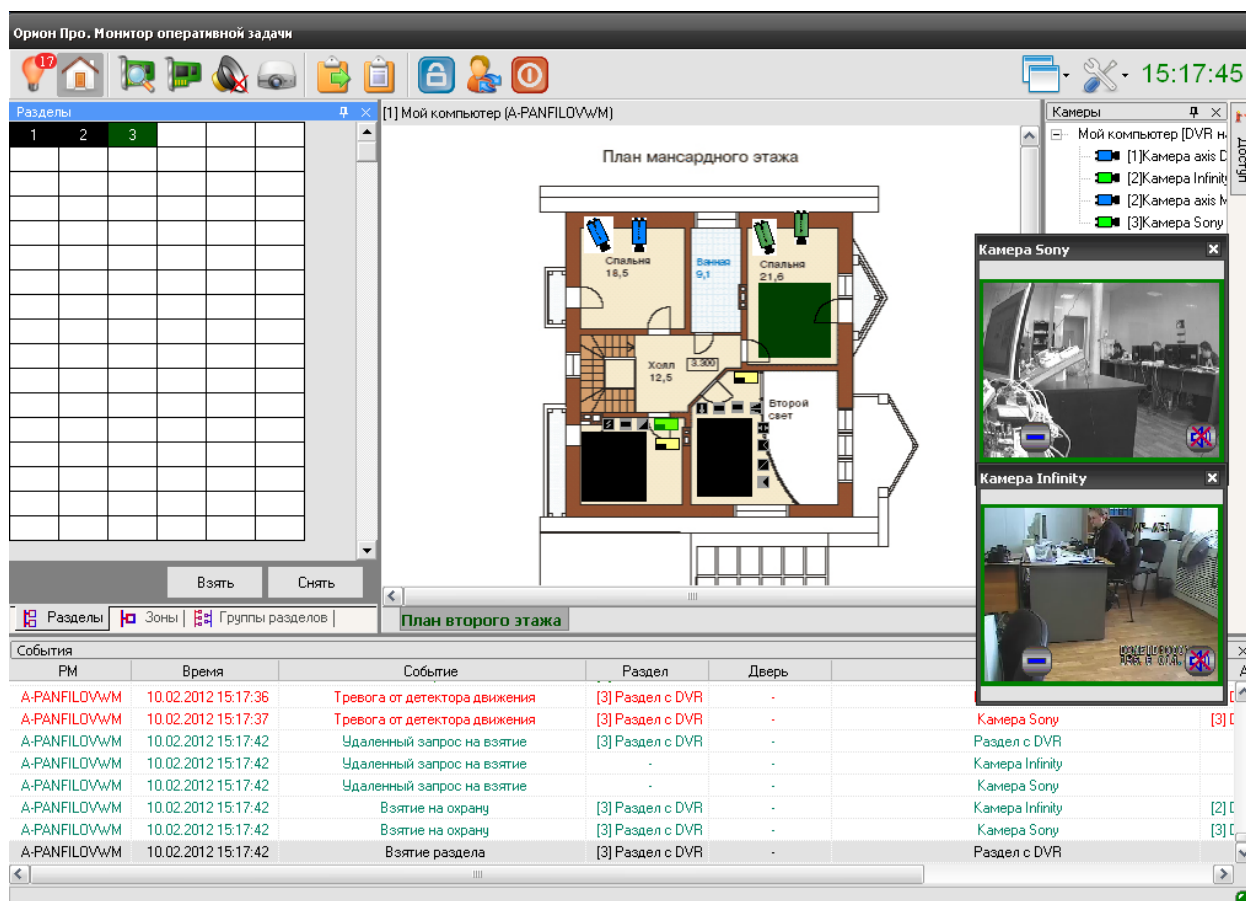 Орион Про. Монитор оперативной задачи
17
15:17:45
Разделы
1 2 3
[1] Мой компьютер (A-PANFILOVWM)
Камеры
Мой компьютер [DVR
[1]Камера axis D
[2]Камера Infinity
[2]Камера axis M
[3]Камера Sony
Доступ
План мансардного этажа
Спальня
18,5
Ванная
9,1
Спальня
21,6
Холл
12,5
3.300
Второй
свет
Камера Sony
Камера Infinity
Взять Снять
Разделы Зоны Группы разделов
План второго этажа
События
РМ Время Событие Раздел Дверь
A-PANFILOVWM 10.02.2012 15:17:36 Тревога от детектора движения [3] Раздел с DVR -
A-PANFILOVWM 10.02.2012 15:17:37 Тревога от детектора движения [3] Раздел с DVR - Камера Sony [3] D
A-PANFILOVWM 10.02.2012 15:17:42 Удаленный запрос на взятие [3] Раздел с DVR - Раздел с DVR
A-PANFILOVWM 10.02.2012 15:17:42 Удаленный запрос на взятие - - Камера Infinity
A-PANFILOVWM 10.02.2012 15:17:42 Удаленный запрос на взятие - - Камера Sony
A-PANFILOVWM 10.02.2012 15:17:42 Взятие на охрану [3] Раздел с DVR - Камера Infinity [2] D
A-PANFILOVWM 10.02.2012 15:17:42 Взятие на охрану [3] Раздел с DVR - Камера Sony [3] D
A-PANFILOVWM 10.02.2012 15:17:42 Взятие раздела [3] Раздел с DVR - Раздел с DVR